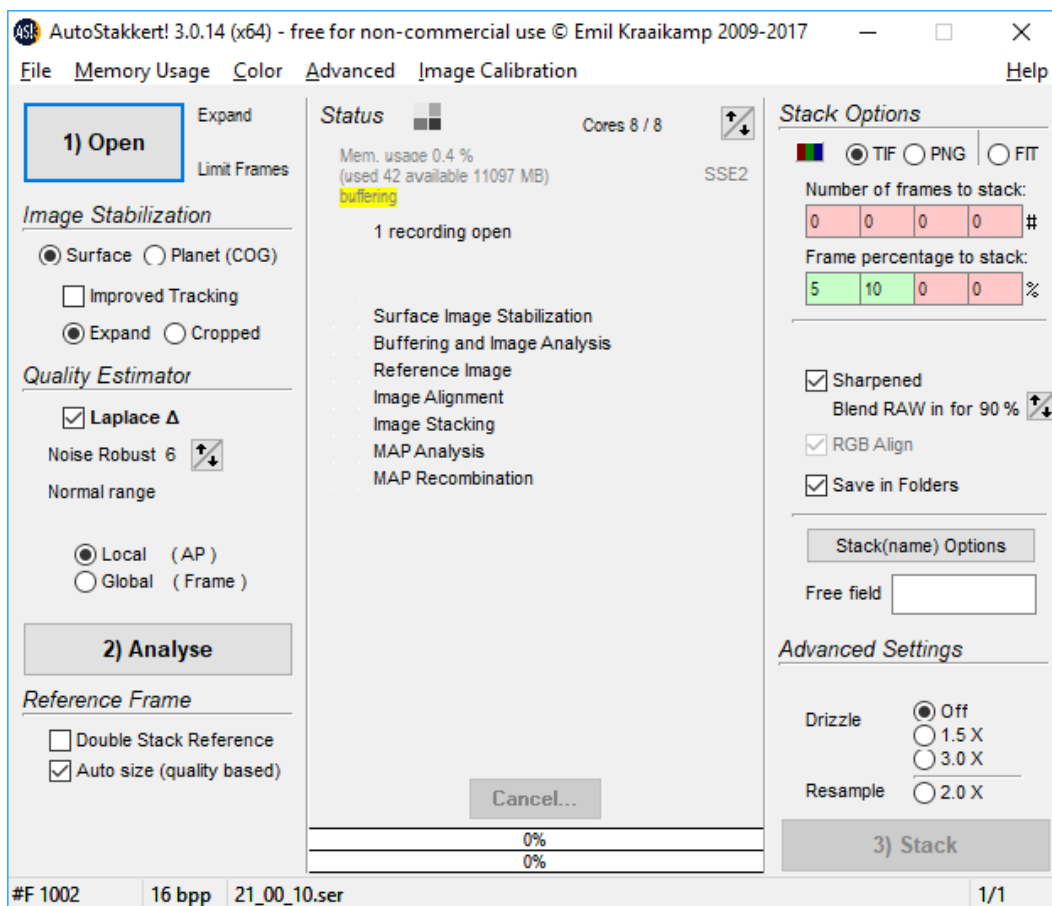 AutoStakkert! 3.0.14 (x64) - free for non-commercial use © Emil Kraaikamp 2009-2017
File Memory Usage Color Advanced Image Calibration Help
1) Open
Expand
Limit Frames
Image Stabilization
Surface Planet (COG)
Improved Tracking
Expand Cropped
Quality Estimator
Laplace Δ
Noise Robust 6
Normal range
Local (AP)
Global (Frame)
2) Analyse
Reference Frame
Double Stack Reference
Auto size (quality based)
Status
Cores 8 / 8
Mem. usage 0.4 %
(used 42 available 11097 MB)
SSE2
buffering
1 recording open
Surface Image Stabilization
Buffering and Image Analysis
Reference Image
Image Alignment
Image Stacking
MAP Analysis
MAP Recombination
Cancel...
0%
0%
Stack Options
TIF PNG FIT
Number of frames to stack:
0 0 0 0 #
Frame percentage to stack:
5 10 0 0 %
Sharpened
Blend RAW in for 90 %
RGB Align
Save in Folders
Stack(name) Options
Free field
Advanced Settings
Drizzle
Off
1.5 X
3.0 X
Resample 2.0 X
3) Stack
#F 1002 16 bpp 21_00_10.ser 1/1